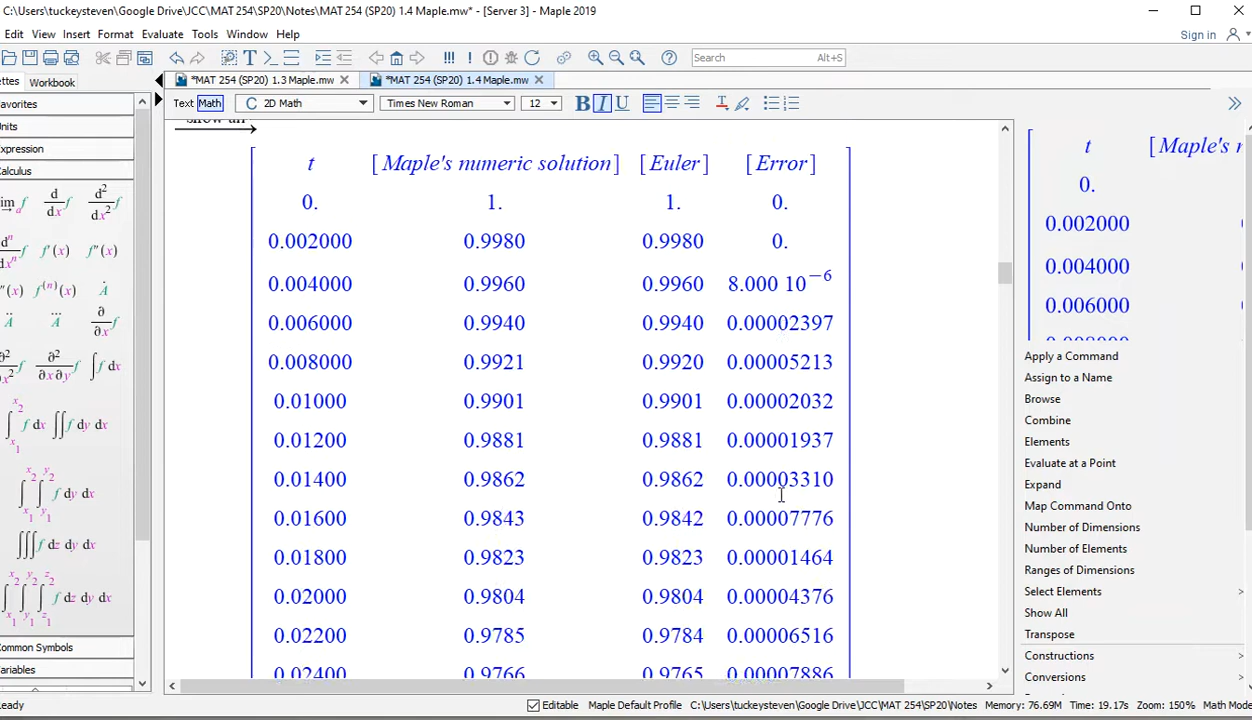 C:\Users\tuckeysteven\Google Drive\JCC\MAT 254\SP20\Notes\MAT 254 (SP20) 1.4 Maple.mw* - [Server 3] - Maple 2019
Edit View Insert Format Evaluate Tools Window Help
Sign in
Search Alt+S
ettes Workbook
*MAT 254 (SP20) 1.3 Maple.mw
*MAT 254 (SP20) 1.4 Maple.mw
Text Math C 2D Math Times New Roman 12 B I U
avorites
Units
Expression
Calculus
Common Symbols
Variables
show all
t [Maple's numeric solution] [Euler] [Error]
0. 1. 1. 0.
0.002000 0.9980 0.9980 0.
0.004000 0.9960 0.9960 8.000 10⁻⁶
0.006000 0.9940 0.9940 0.00002397
0.008000 0.9921 0.9920 0.00005213
0.01000 0.9901 0.9901 0.00002032
0.01200 0.9881 0.9881 0.00001937
0.01400 0.9862 0.9862 0.00003310
0.01600 0.9843 0.9842 0.00007776
0.01800 0.9823 0.9823 0.00001464
0.02000 0.9804 0.9804 0.00004376
0.02200 0.9785 0.9784 0.00006516
0.02400 0.9766 0.9765 0.00007886
t [Maple's n
0.
0.002000
0.004000
0.006000
Apply a Command
Assign to a Name
Browse
Combine
Elements
Evaluate at a Point
Expand
Map Command Onto
Number of Dimensions
Number of Elements
Ranges of Dimensions
Select Elements
Show All
Transpose
Constructions
Conversions
eady
Editable Maple Default Profile C:\Users\tuckeysteven\Google Drive\JCC\MAT 254\SP20\Notes Memory: 76.69M Time: 19.17s Zoom: 150% Math Mode